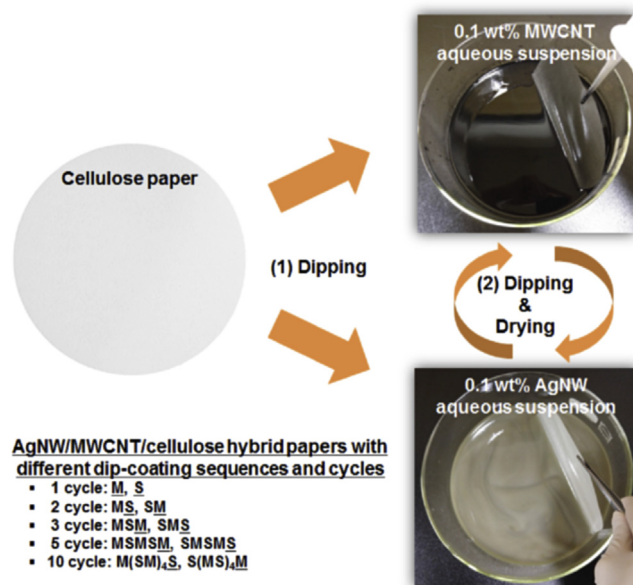 0.1 wt% MWCNT
aqueous suspension
Cellulose paper
(1) Dipping
(2) Dipping
&
Drying
0.1 wt% AgNW
aqueous suspension
AgNW/MWCNT/cellulose hybrid papers with
different dip-coating sequences and cycles
▪ 1 cycle: M, S
▪ 2 cycle: MS, SM
▪ 3 cycle: MSM, SMS
▪ 5 cycle: MSMSM, SMSMS
▪ 10 cycle: M(SM)₄S, S(MS)₄M